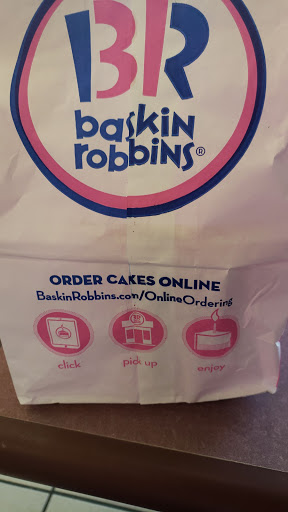 BR
baskin
robbins®
ORDER CAKES ONLINE
BaskinRobbins.com/OnlineOrdering
click
pick up
enjoy